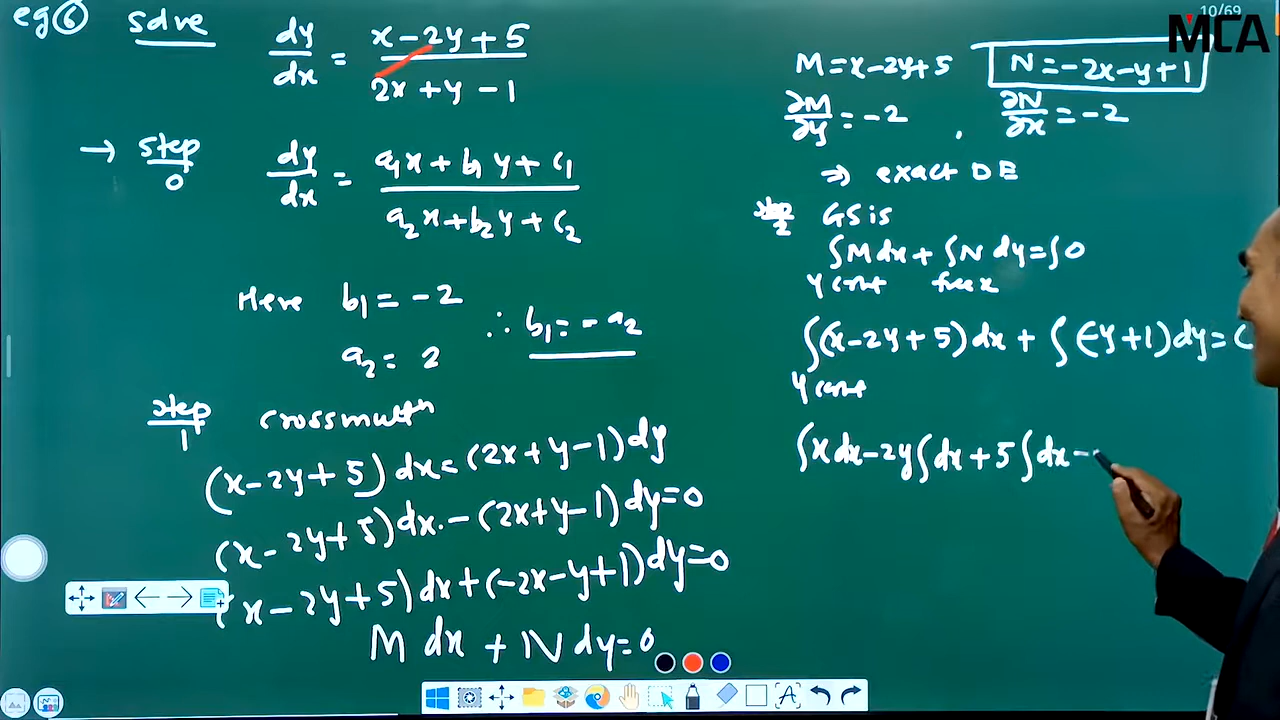 eg ⑥ solve
dy/dx = (x-2y+5)/(2x+y-1)
→ step 0
dy/dx = (a₁x+b₁y+c₁)/(a₂x+b₂y+c₂)
Here b₁ = -2
a₂ = 2
∴ b₁ = -a₂
step 1 crossmulti
(x-2y+5)dx = (2x+y-1)dy
(x-2y+5)dx - (2x+y-1)dy = 0
(x-2y+5)dx + (-2x-y+1)dy = 0
M dx + N dy = 0
10/69
MCA
M = x-2y+5 N = -2x-y+1
∂M/∂y = -2 , ∂N/∂x = -2
⇒ exact DE
step 2 GS is
∫M dx + ∫N dy = ∫0
y const free x
∫(x-2y+5)dx + ∫(-y+1)dy = C
y const
∫x dx - 2y∫dx + 5∫dx -